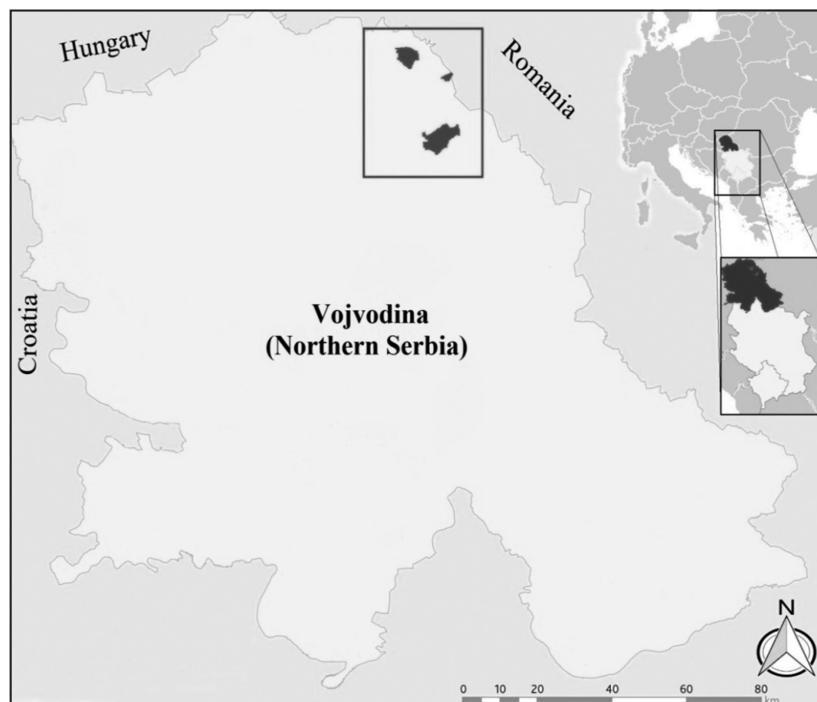 Hungary
Romania
Croatia
Vojvodina
(Northern Serbia)
N
0 10 20 40 60 80
km